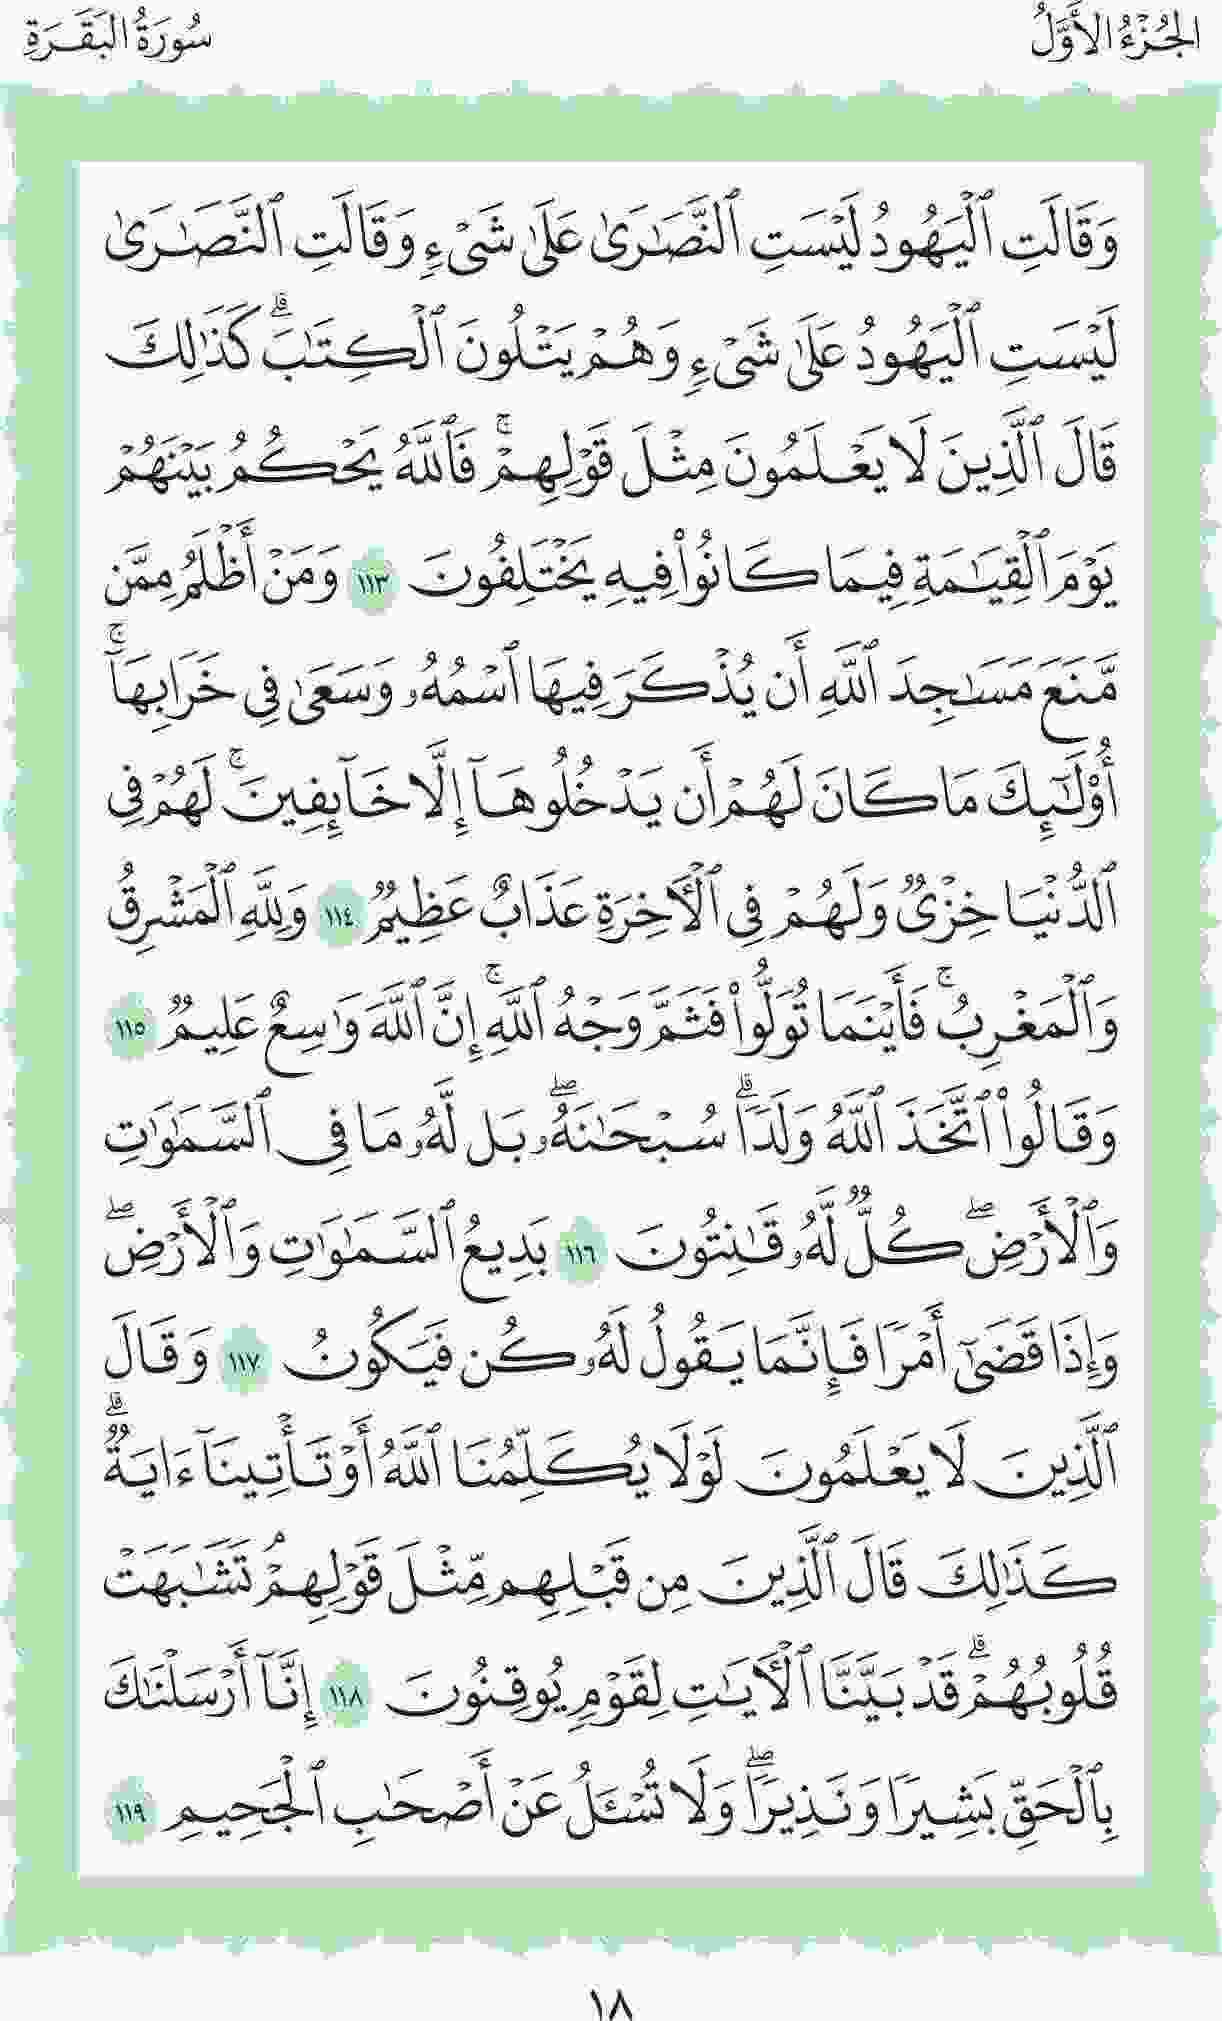 الجُزْءُ الأَوَّلُ
سُورَةُ البَقَرَةِ
وَقَالَتِ ٱلْيَهُودُ لَيْسَتِ ٱلنَّصَٰرَىٰ عَلَىٰ شَىْءٍ وَقَالَتِ ٱلنَّصَٰرَىٰ
لَيْسَتِ ٱلْيَهُودُ عَلَىٰ شَىْءٍ وَهُمْ يَتْلُونَ ٱلْكِتَٰبَ ۗ كَذَٰلِكَ
قَالَ ٱلَّذِينَ لَا يَعْلَمُونَ مِثْلَ قَوْلِهِمْ ۚ فَٱللَّهُ يَحْكُمُ بَيْنَهُمْ
يَوْمَ ٱلْقِيَٰمَةِ فِيمَا كَانُوا۟ فِيهِ يَخْتَلِفُونَ ١١٣ وَمَنْ أَظْلَمُ مِمَّن
مَّنَعَ مَسَٰجِدَ ٱللَّهِ أَن يُذْكَرَ فِيهَا ٱسْمُهُۥ وَسَعَىٰ فِى خَرَابِهَآ ۚ
أُو۟لَٰٓئِكَ مَا كَانَ لَهُمْ أَن يَدْخُلُوهَآ إِلَّا خَآئِفِينَ ۚ لَهُمْ فِى
ٱلدُّنْيَا خِزْىٌ وَلَهُمْ فِى ٱلْـَٔاخِرَةِ عَذَابٌ عَظِيمٌ ١١٤ وَلِلَّهِ ٱلْمَشْرِقُ
وَٱلْمَغْرِبُ ۚ فَأَيْنَمَا تُوَلُّوا۟ فَثَمَّ وَجْهُ ٱللَّهِ ۚ إِنَّ ٱللَّهَ وَٰسِعٌ عَلِيمٌ ١١٥
وَقَالُوا۟ ٱتَّخَذَ ٱللَّهُ وَلَدًا ۗ سُبْحَٰنَهُۥ ۖ بَل لَّهُۥ مَا فِى ٱلسَّمَٰوَٰتِ
وَٱلْأَرْضِ ۖ كُلٌّ لَّهُۥ قَٰنِتُونَ ١١٦ بَدِيعُ ٱلسَّمَٰوَٰتِ وَٱلْأَرْضِ ۖ
وَإِذَا قَضَىٰٓ أَمْرًا فَإِنَّمَا يَقُولُ لَهُۥ كُن فَيَكُونُ ١١٧ وَقَالَ
ٱلَّذِينَ لَا يَعْلَمُونَ لَوْلَا يُكَلِّمُنَا ٱللَّهُ أَوْ تَأْتِينَآ ءَايَةٌ ۗ
كَذَٰلِكَ قَالَ ٱلَّذِينَ مِن قَبْلِهِم مِّثْلَ قَوْلِهِمْ ۘ تَشَٰبَهَتْ
قُلُوبُهُمْ ۗ قَدْ بَيَّنَّا ٱلْـَٔايَٰتِ لِقَوْمٍ يُوقِنُونَ ١١٨ إِنَّآ أَرْسَلْنَٰكَ
بِٱلْحَقِّ بَشِيرًا وَنَذِيرًا ۖ وَلَا تُسْـَٔلُ عَنْ أَصْحَٰبِ ٱلْجَحِيمِ ١١٩
١٨